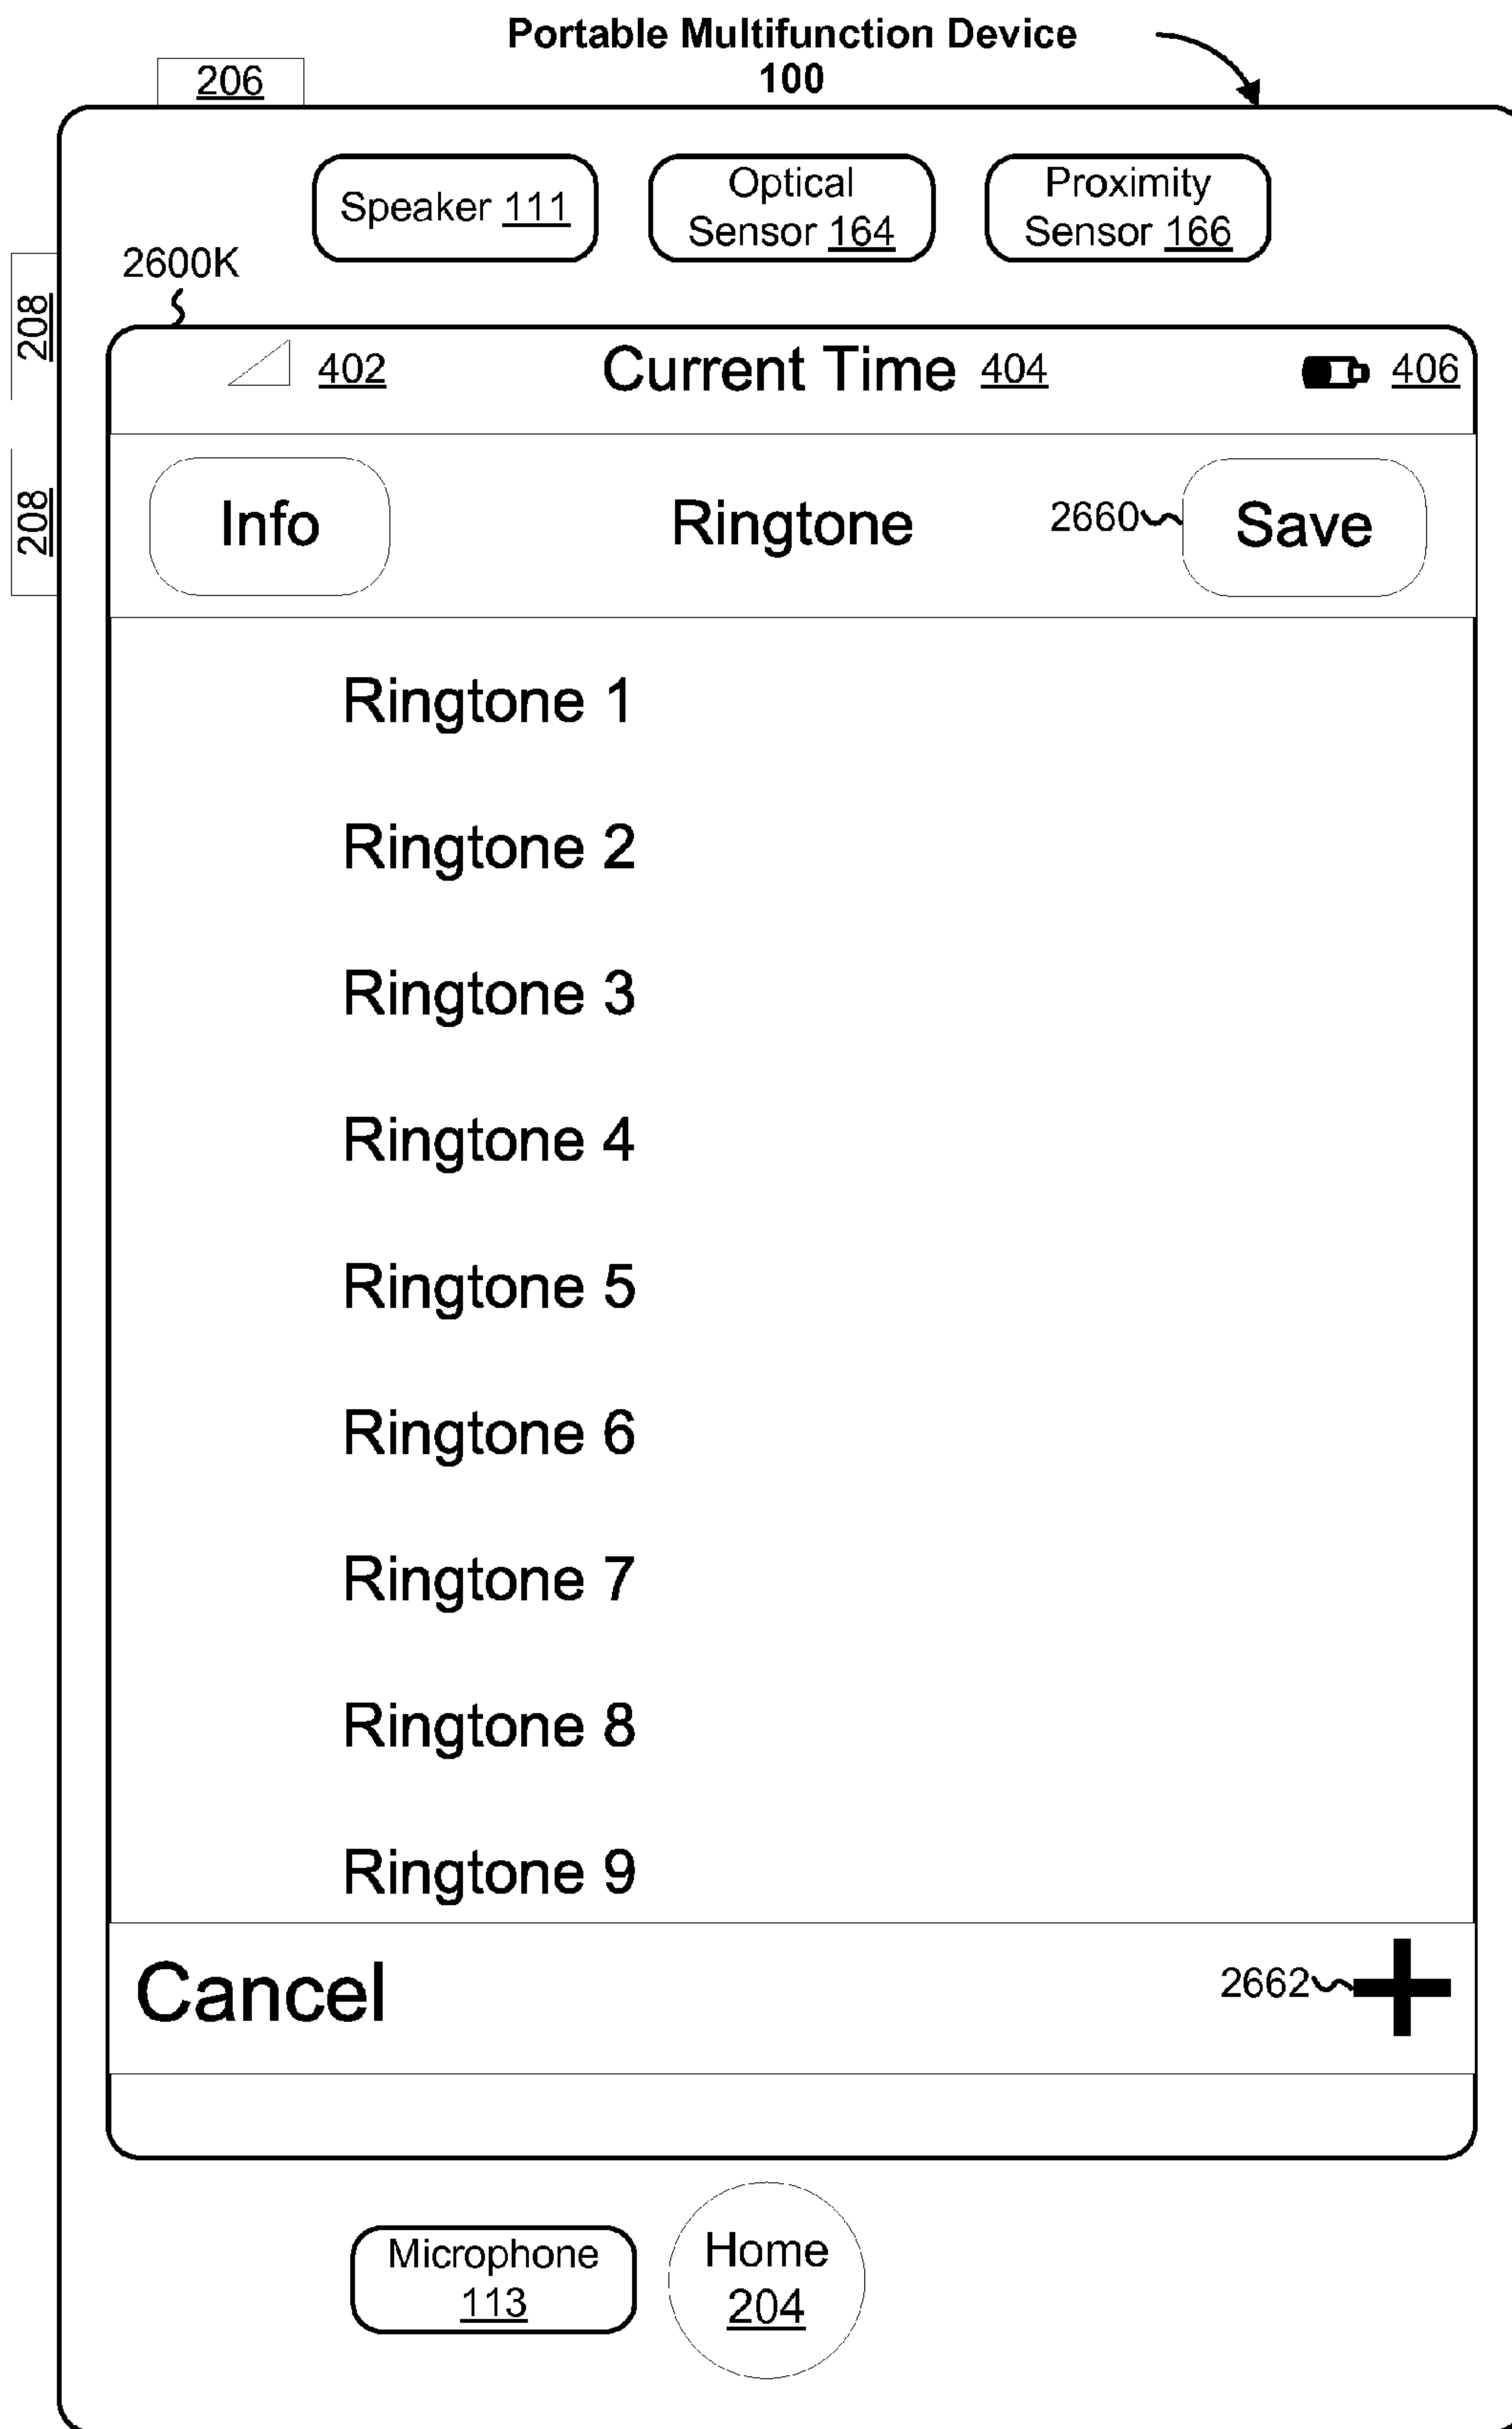 Portable Multifunction Device
100
206
Speaker 111
Optical
Sensor 164
Proximity
Sensor 166
2600K
208
402
Current Time 404
406
208
Info
Ringtone
2660
Save
Ringtone 1
Ringtone 2
Ringtone 3
Ringtone 4
Ringtone 5
Ringtone 6
Ringtone 7
Ringtone 8
Ringtone 9
Cancel
2662
Microphone
113
Home
204